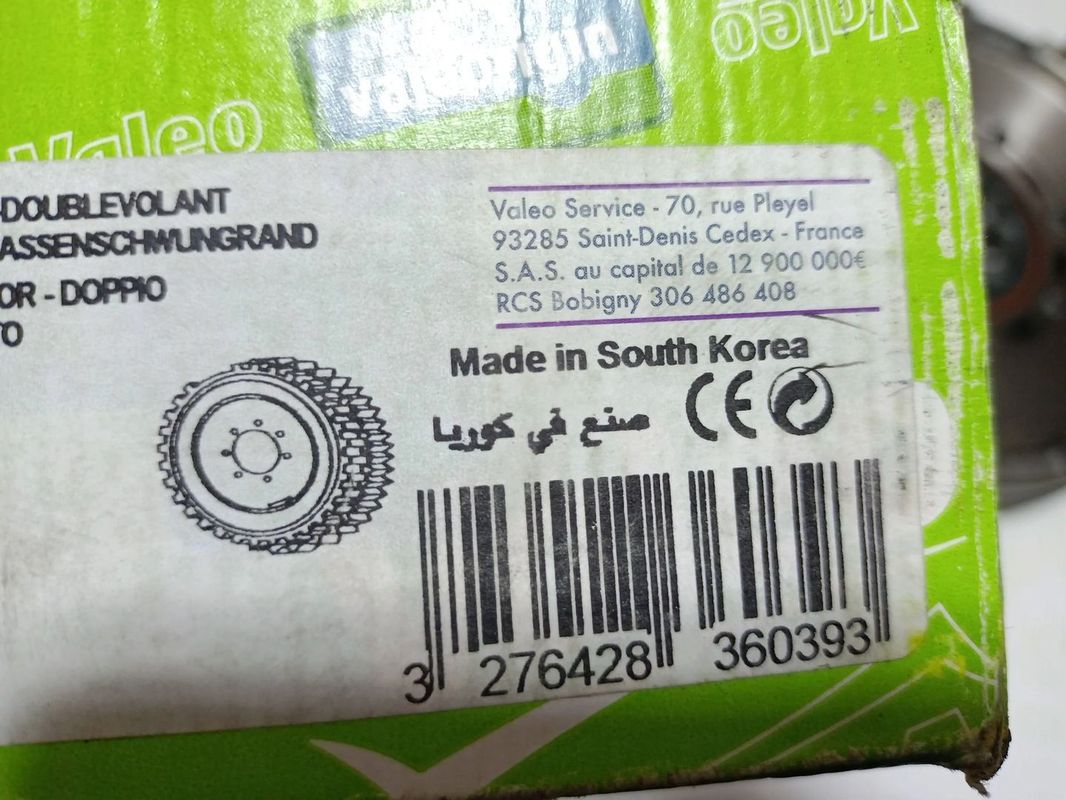 valeorigin
Valeo
Valeo
-DOUBLEVOLANT
ASSENSCHWUNGRAND
OR - DOPPIO
TO
Valeo Service - 70, rue Pleyel
93285 Saint-Denis Cedex - France
S.A.S. au capital de 12 900 000€
RCS Bobigny 306 486 408
Made in South Korea
صنع في كوريا
CE
3 276428 360393